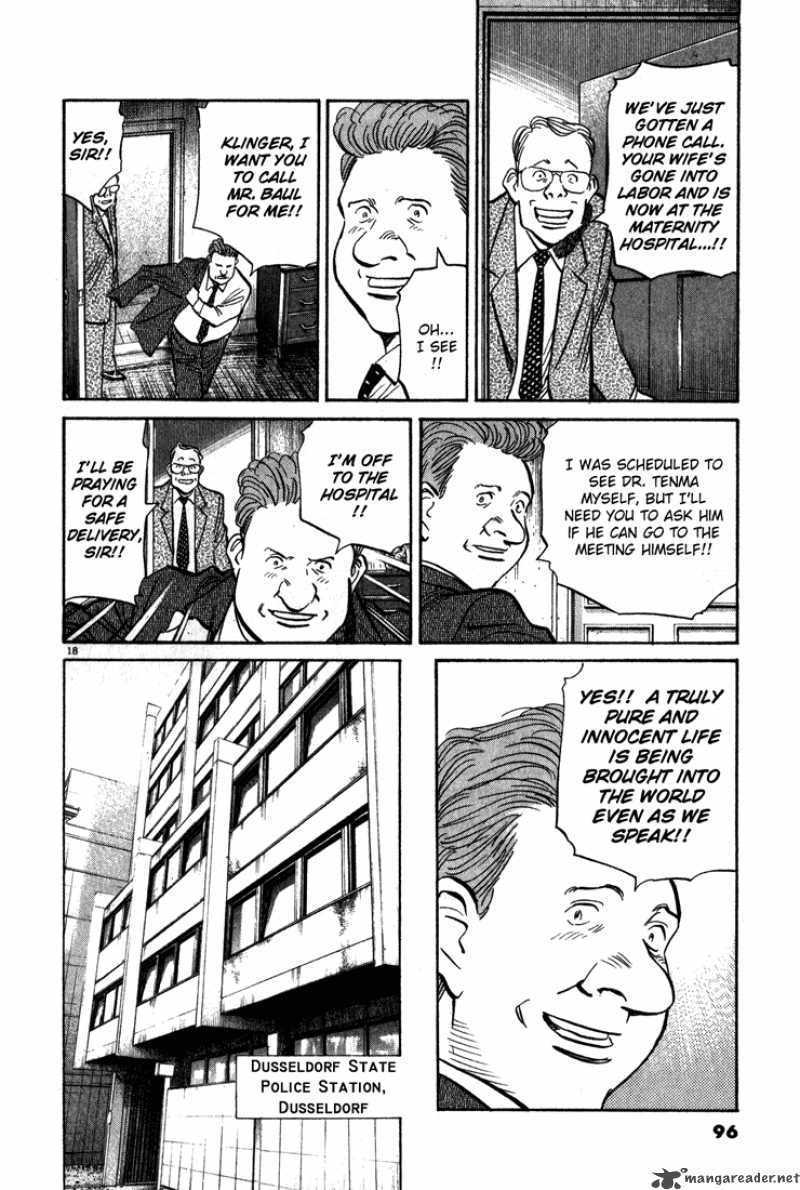 WE'VE JUST
GOTTEN A
PHONE CALL.
YOUR WIFE'S
GONE INTO
LABOR AND IS
NOW AT THE
MATERNITY
HOSPITAL...!!
OH...
I SEE
!!
KLINGER, I
WANT YOU
TO CALL
MR. BAUL
FOR ME!!
YES,
SIR!!
I WAS SCHEDULED TO
SEE DR. TENMA
MYSELF, BUT I'LL
NEED YOU TO ASK HIM
IF HE CAN GO TO THE
MEETING HIMSELF!!
I'M OFF
TO THE
HOSPITAL
!!
I'LL BE
PRAYING
FOR A
SAFE
DELIVERY,
SIR!!
18
YES!! A TRULY
PURE AND
INNOCENT LIFE
IS BEING
BROUGHT INTO
THE WORLD
EVEN AS WE
SPEAK!!
DUSSELDORF STATE
POLICE STATION,
DUSSELDORF
96
mangareader.net